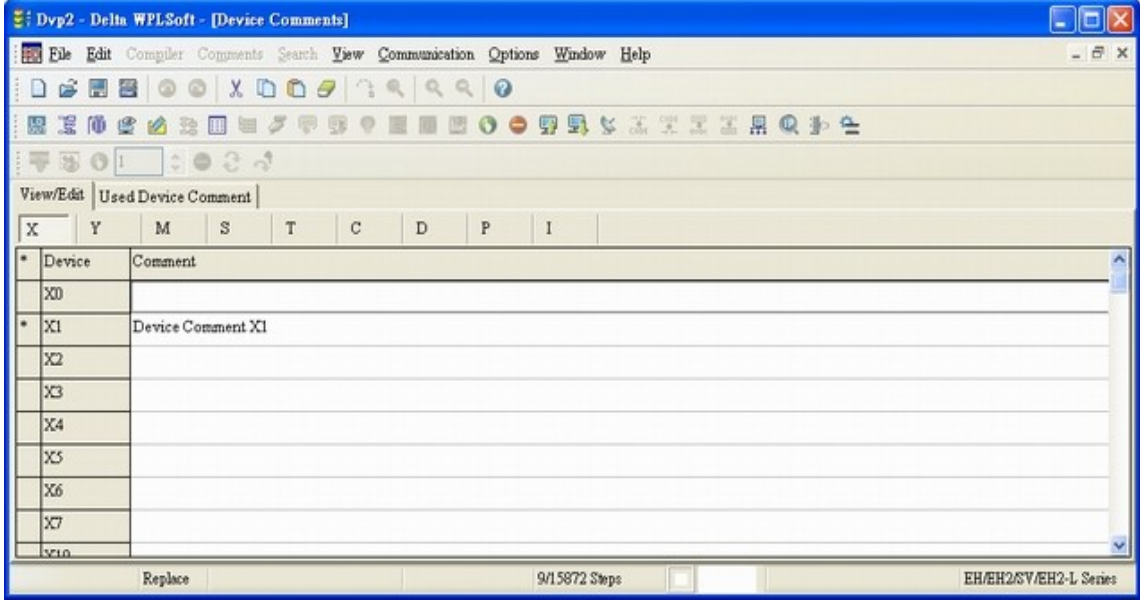 Dvp2 - Delta WPLSoft - [Device Comments]
File Edit Compiler Comments Search View Communication Options Window Help
1
View/Edit Used Device Comment
X Y M S T C D P I
* Device Comment
X0
* X1 Device Comment X1
X2
X3
X4
X5
X6
X7
X10
Replace 9/15872 Steps EH/EH2/SV/EH2-L Series